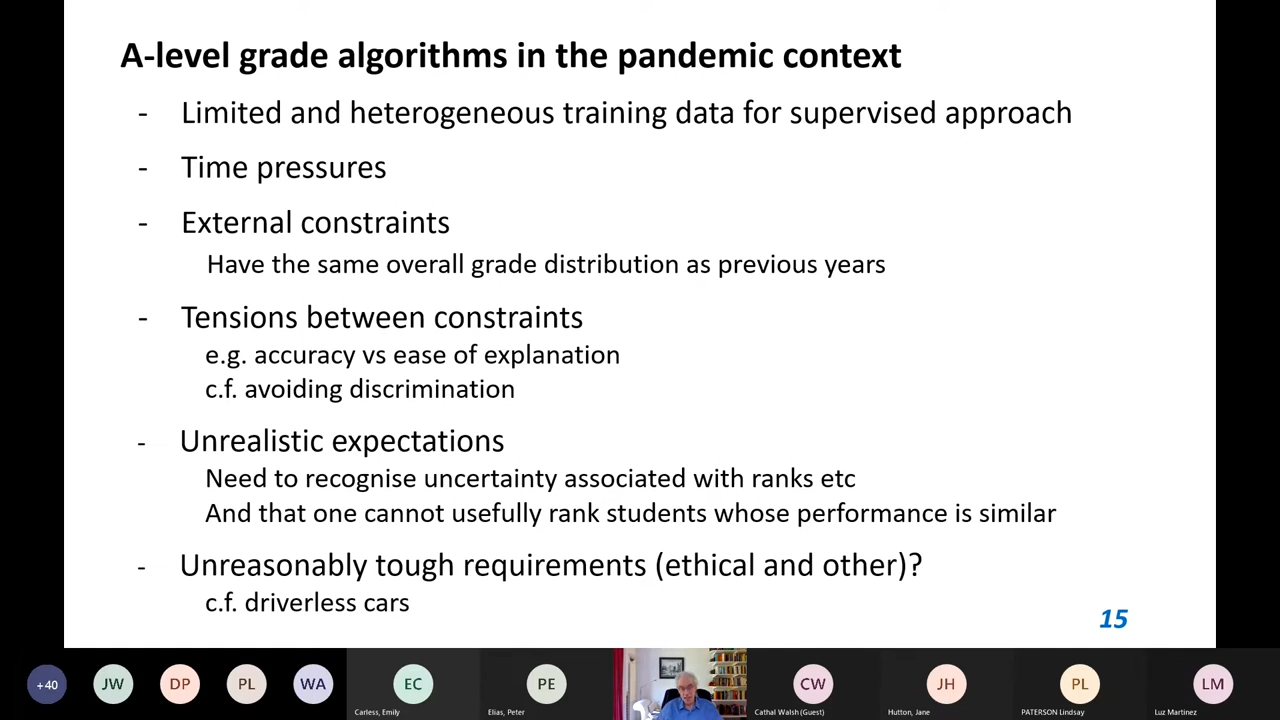 A-level grade algorithms in the pandemic context
- Limited and heterogeneous training data for supervised approach
- Time pressures
- External constraints
Have the same overall grade distribution as previous years
- Tensions between constraints
e.g. accuracy vs ease of explanation
c.f. avoiding discrimination
- Unrealistic expectations
Need to recognise uncertainty associated with ranks etc
And that one cannot usefully rank students whose performance is similar
- Unreasonably tough requirements (ethical and other)?
c.f. driverless cars
15
+40 JW DP PL WA EC PE CW JH PL LM
Carless, Emily Elias, Peter Cathal Walsh (Guest) Hutton, Jane PATERSON Lindsay Luz Martinez